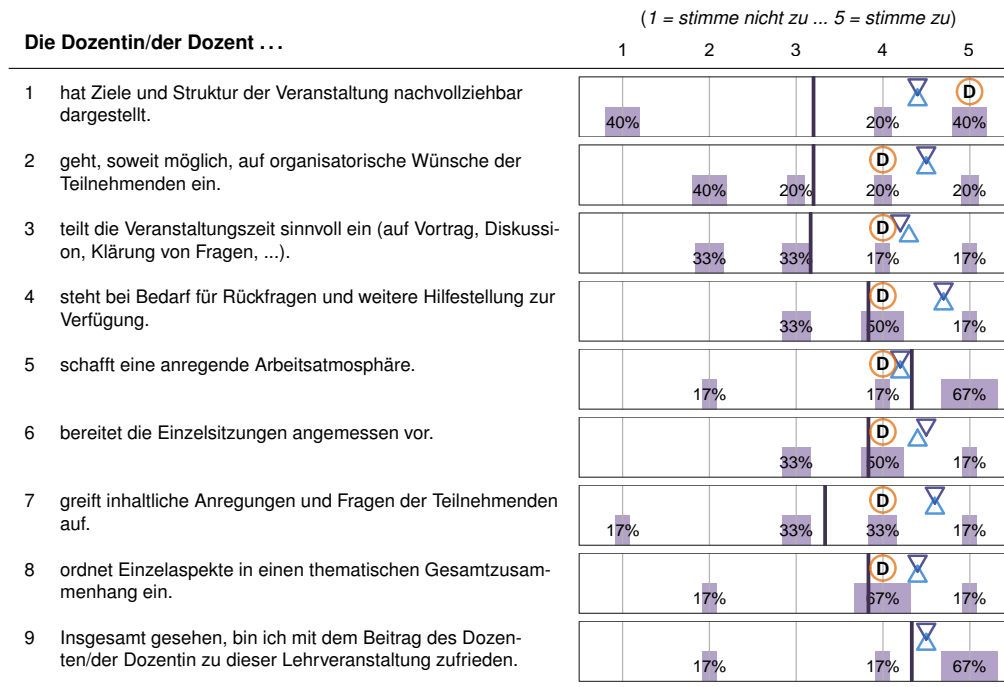 (1 = stimme nicht zu ... 5 = stimme zu)
Die Dozentin/der Dozent ...
1 2 3 4 5
1 hat Ziele und Struktur der Veranstaltung nachvollziehbar
dargestellt.
D
40% 20% 40%
2 geht, soweit möglich, auf organisatorische Wünsche der
Teilnehmenden ein.
D
40% 20% 20% 20%
3 teilt die Veranstaltungszeit sinnvoll ein (auf Vortrag, Diskussi-
on, Klärung von Fragen, ...).
D
33% 33% 17% 17%
4 steht bei Bedarf für Rückfragen und weitere Hilfestellung zur
Verfügung.
D
33% 50% 17%
5 schafft eine anregende Arbeitsatmosphäre.
D
17% 17% 67%
6 bereitet die Einzelsitzungen angemessen vor.
D
33% 50% 17%
7 greift inhaltliche Anregungen und Fragen der Teilnehmenden
auf.
D
17% 33% 33% 17%
8 ordnet Einzelaspekte in einen thematischen Gesamtzusam-
menhang ein.
D
17% 67% 17%
9 Insgesamt gesehen, bin ich mit dem Beitrag des Dozen-
ten/der Dozentin zu dieser Lehrveranstaltung zufrieden.
17% 17% 67%